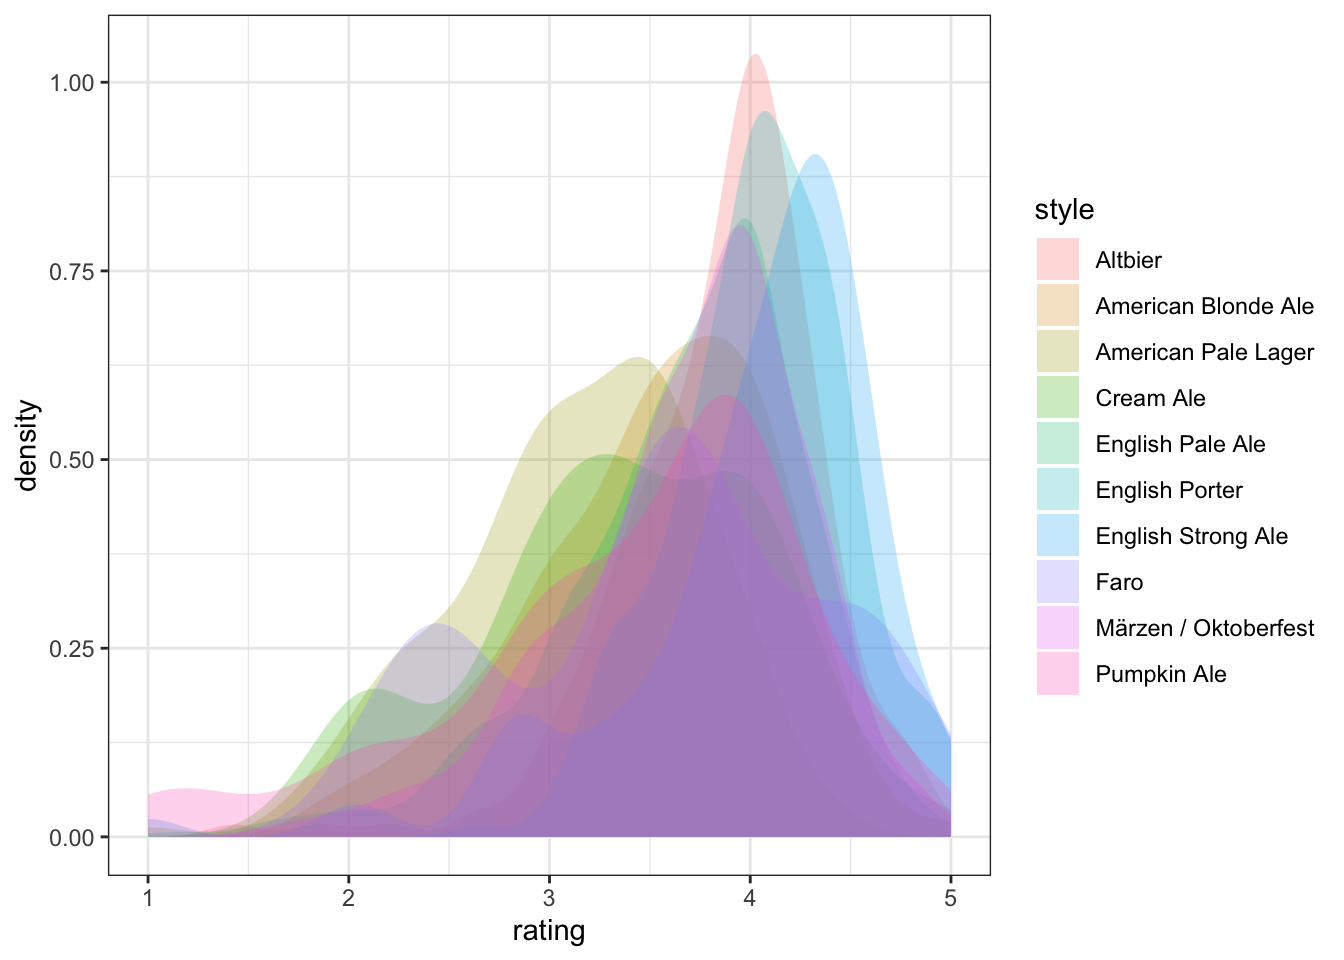 1.00
0.75
0.50
0.25
0.00
density
1 2 3 4 5
rating
style
Altbier
American Blonde Ale
American Pale Lager
Cream Ale
English Pale Ale
English Porter
English Strong Ale
Faro
Märzen / Oktoberfest
Pumpkin Ale